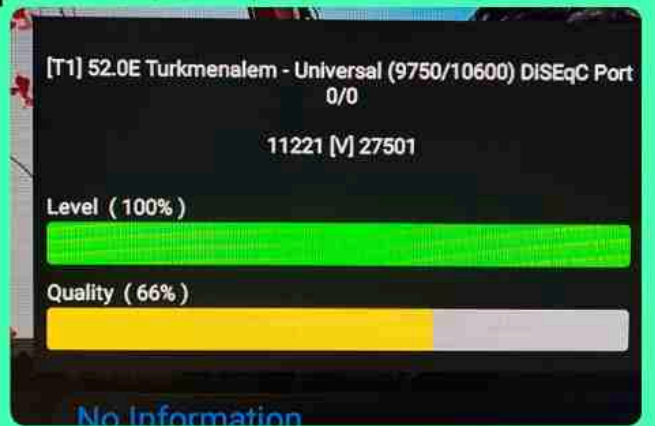 [T1] 52.0E Turkmenalem - Universal (9750/10600) DiSEqC Port
0/0
11221 [V] 27501
Level ( 100% )
Quality ( 66% )
No Information